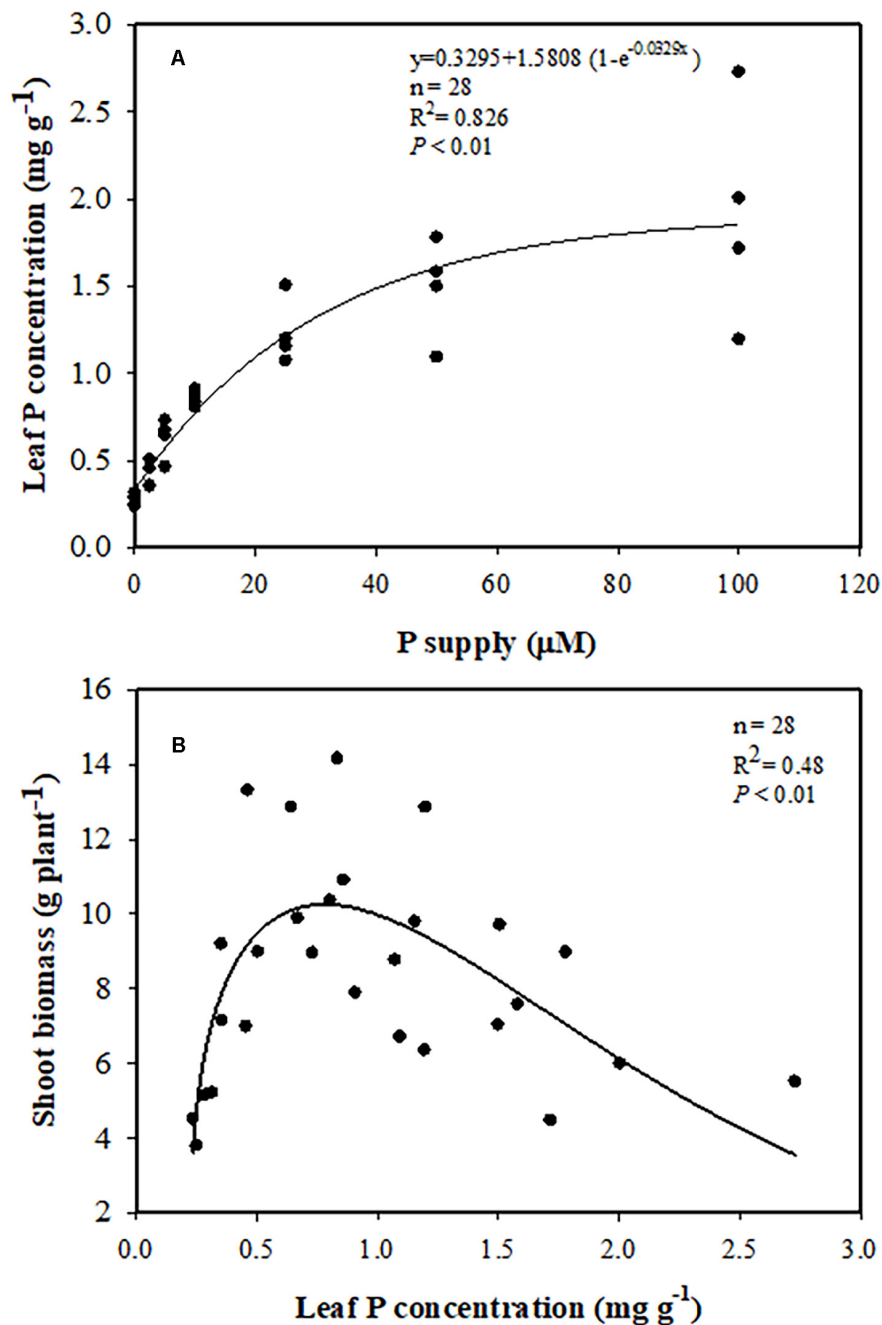 A
y=0.3295+1.5808 (1-e^-0.0329x)
n = 28
R²= 0.826
P < 0.01
3.0
2.5
2.0
1.5
1.0
0.5
0.0
Leaf P concentration (mg g⁻¹)
0 20 40 60 80 100 120
P supply (µM)
B
n = 28
R²= 0.48
P < 0.01
16
14
12
10
8
6
4
2
Shoot biomass (g plant⁻¹)
0.0 0.5 1.0 1.5 2.0 2.5 3.0
Leaf P concentration (mg g⁻¹)